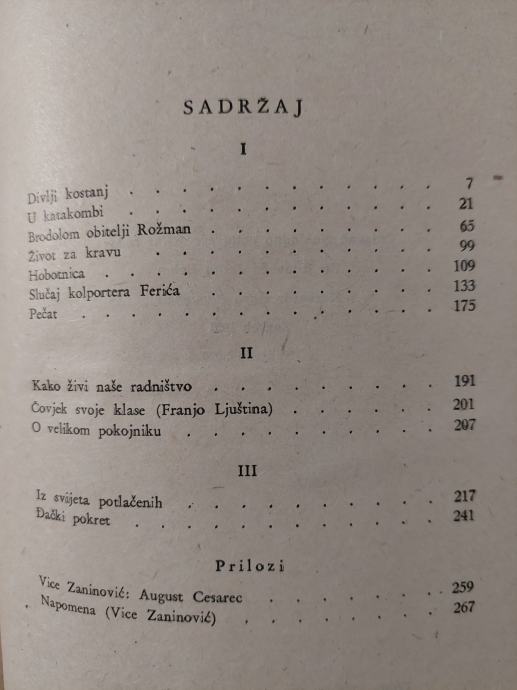 SADRŽAJ
I
Divlji kostanj . . . . . . . . . . . . . 7
U katakombi . . . . . . . . . . . . . 21
Brodolom obitelji Rožman . . . . . . . . . 65
Život za kravu . . . . . . . . . . . . 99
Hobotnica . . . . . . . . . . . . . . 109
Slučaj kolportera Ferića . . . . . . . . . . 133
Pečat . . . . . . . . . . . . . . . 175
II
Kako živi naše radništvo . . . . . . . . . 191
Čovjek svoje klase (Franjo Ljuština) . . . . . . 201
O velikom pokojniku . . . . . . . . . . 207
III
Iz svijeta potlačenih . . . . . . . . . . 217
Đački pokret . . . . . . . . . . . . 241
Prilozi
Vice Zaninović: August Cesarec . . . . . . . 259
Napomena (Vice Zaninović) . . . . . . . . 267